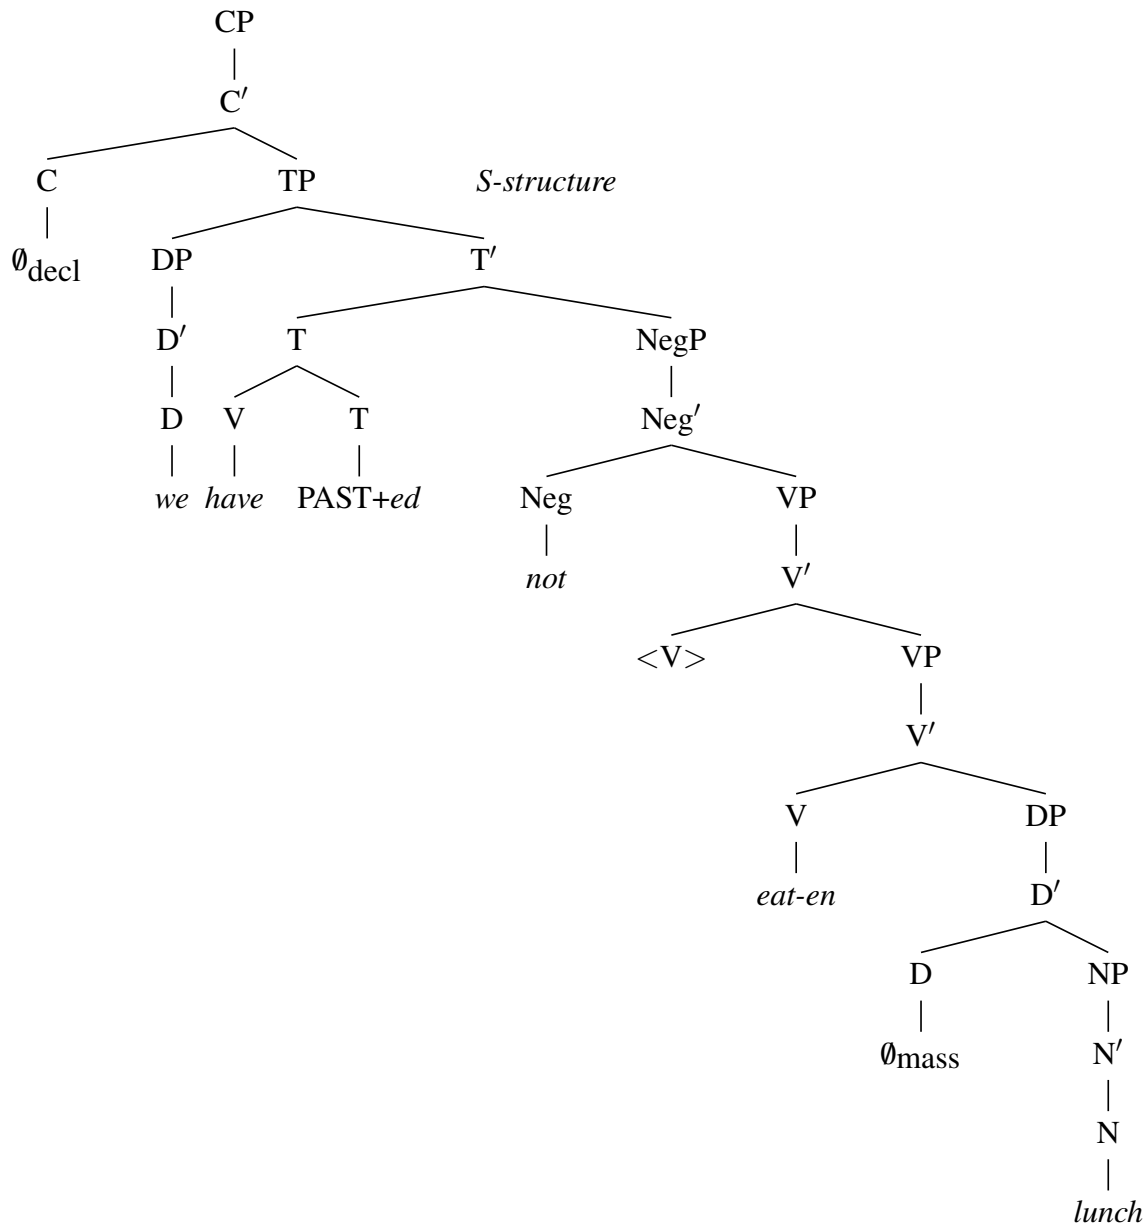 CP
C′
C TP S-structure
∅decl DP T′
D′ T NegP
D V T Neg′
we have PAST+ed Neg VP
not V′
<V> VP
V′
V DP
eat-en D′
D NP
∅mass N′
N
lunch